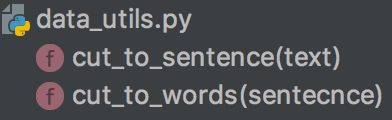 data_utils.py
f cut_to_sentence(text)
f cut_to_words(sentecnce)